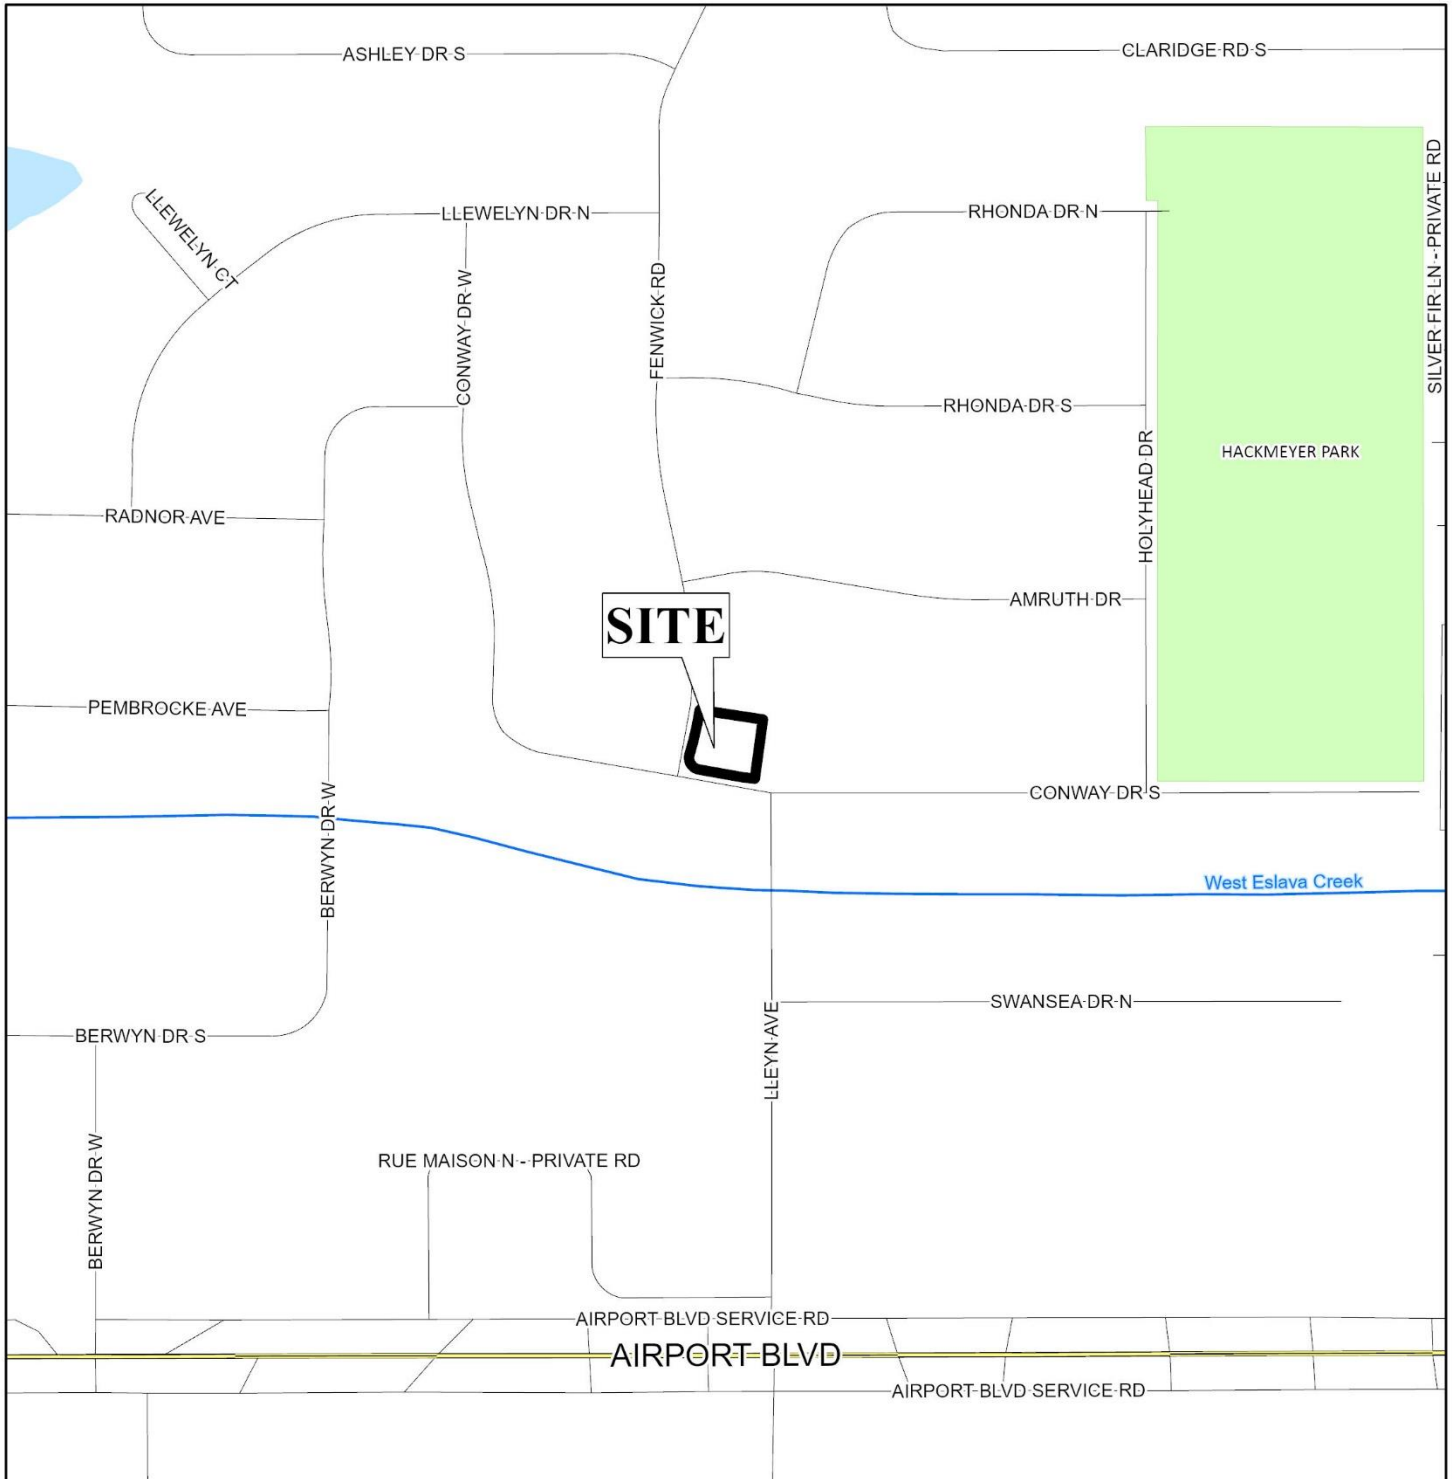 ASHLEY DR S
CLARIDGE RD S
SILVER FIR LN - PRIVATE RD
LLEWELYN CT
LLEWELYN DR N
RHONDA DR N
CONWAY DR W
FENWICK RD
RHONDA DR S
HACKMEYER PARK
HOLYHEAD DR
RADNOR AVE
AMRUTH DR
SITE
PEMBROCKE AVE
CONWAY DR S
BERWYN DR W
West Eslava Creek
SWANSEA DR N
LLEYN AVE
BERWYN DR S
BERWYN DR W
RUE MAISON N - PRIVATE RD
AIRPORT BLVD SERVICE RD
AIRPORT BLVD
AIRPORT BLVD SERVICE RD